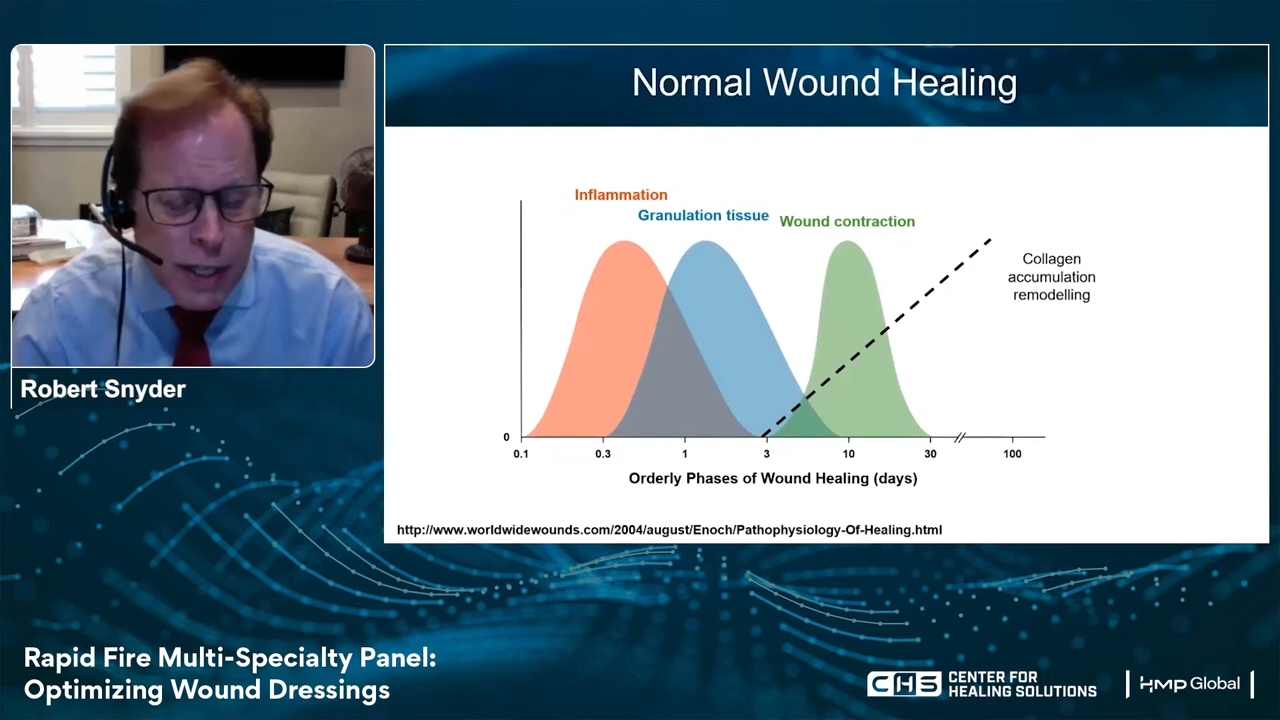 Normal Wound Healing
Inflammation
Granulation tissue
Wound contraction
Collagen
accumulation
remodelling
0
0.1 0.3 1 3 10 30 100
Orderly Phases of Wound Healing (days)
http://www.worldwidewounds.com/2004/august/Enoch/Pathophysiology-Of-Healing.html
Robert Snyder
Rapid Fire Multi-Specialty Panel:
Optimizing Wound Dressings
CHS CENTER FOR
HEALING SOLUTIONS
HMP Global